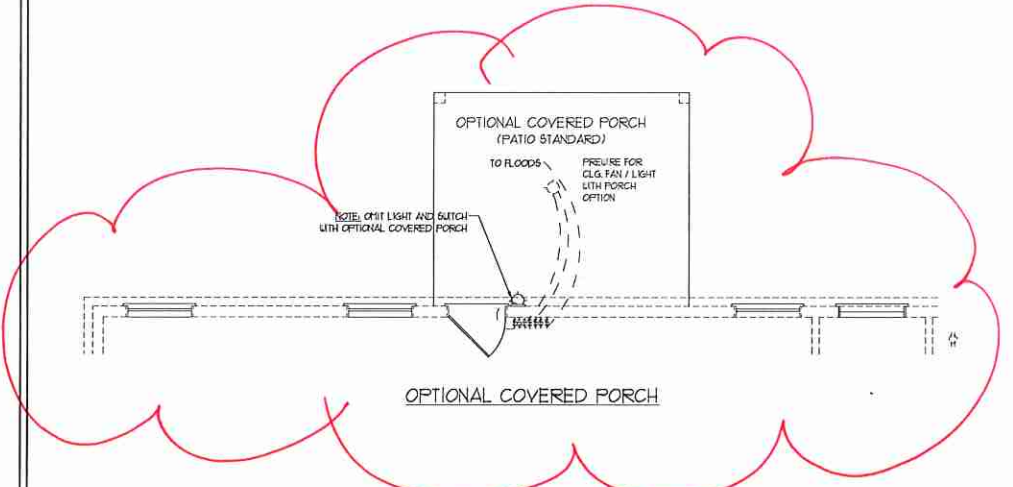 OPTIONAL COVERED PORCH
(PATIO STANDARD)
TO FLOODS
PREWIRE FOR
CLG. FAN / LIGHT
WITH PORCH
OPTION
NOTE: OMIT LIGHT AND SWITCH
WITH OPTIONAL COVERED PORCH
OPTIONAL COVERED PORCH